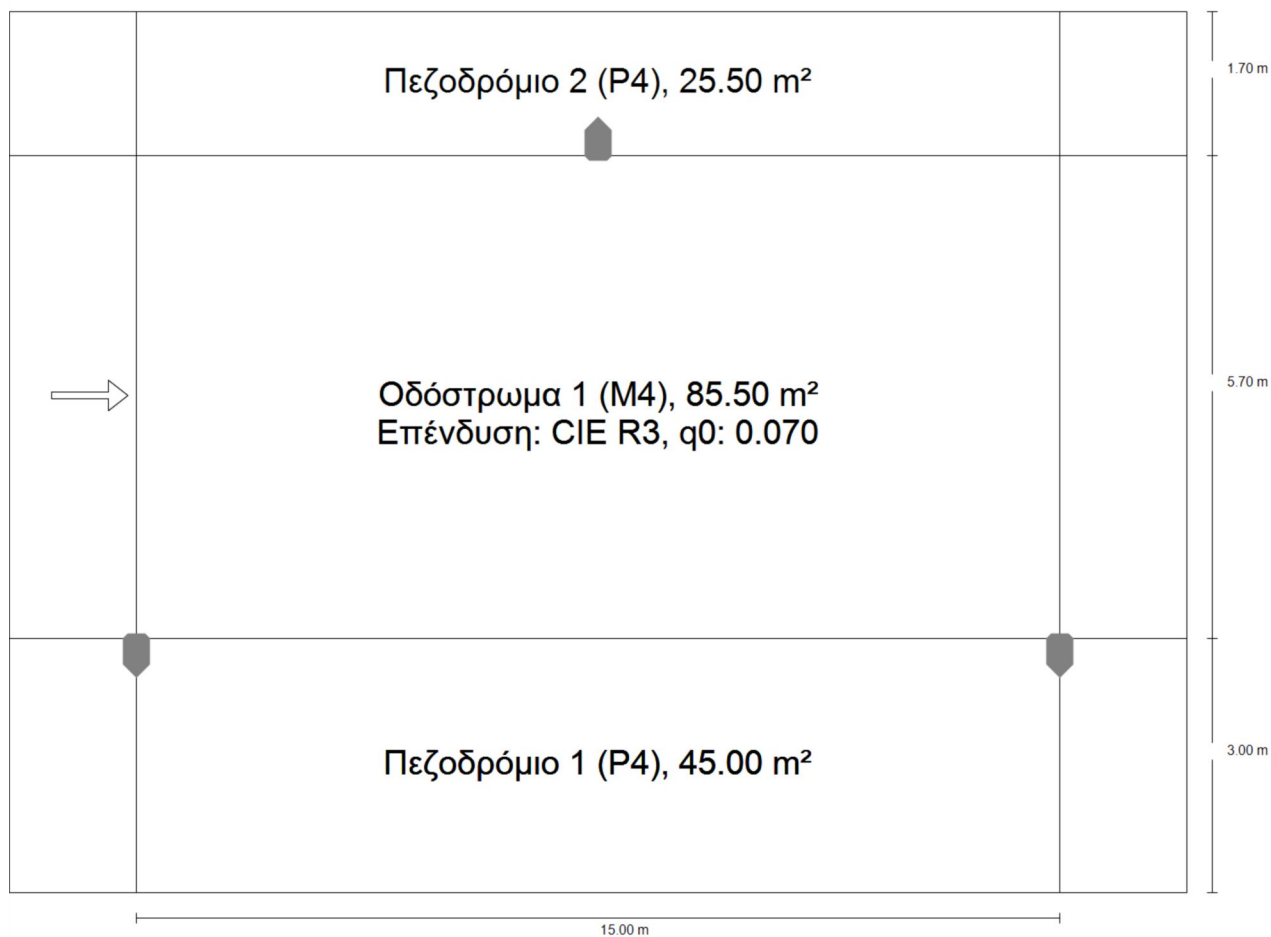 Πεζοδρόμιο 2 (P4), 25.50 m²
1.70 m
Οδόστρωμα 1 (M4), 85.50 m²
Επένδυση: CIE R3, q0: 0.070
5.70 m
Πεζοδρόμιο 1 (P4), 45.00 m²
3.00 m
15.00 m